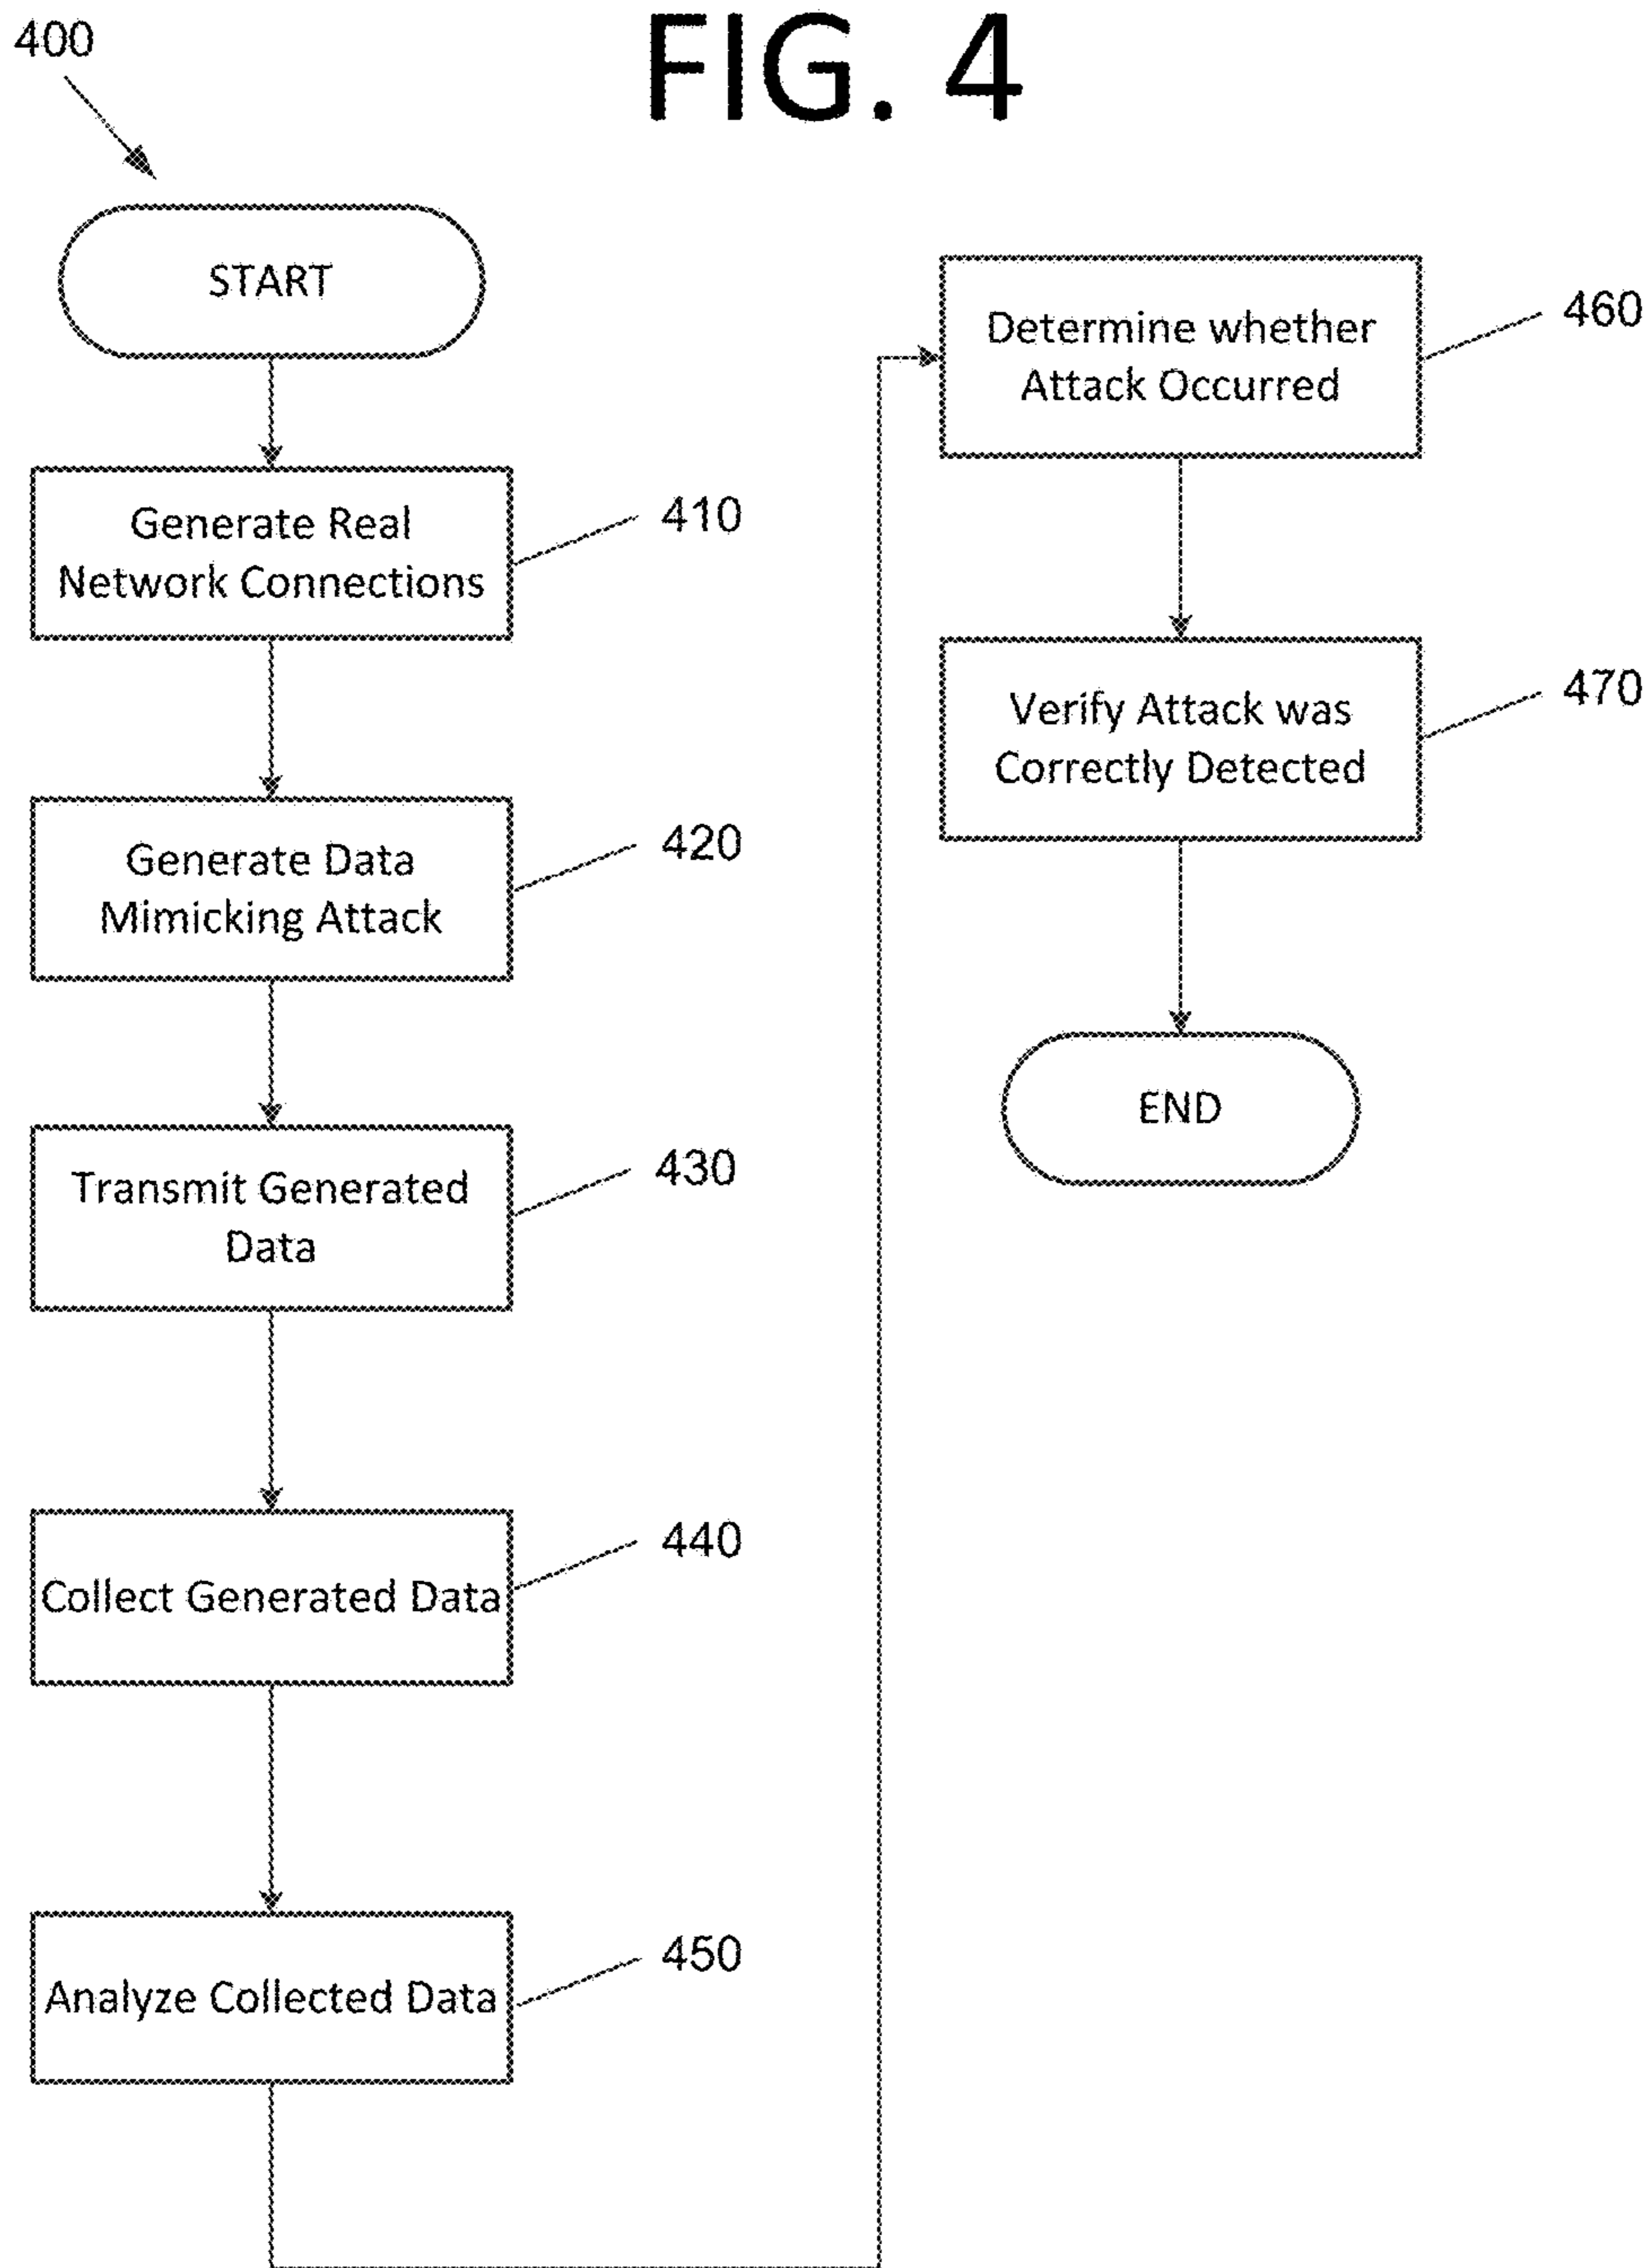 FIG. 4
400
START
Generate Real
Network Connections
410
Generate Data
Mimicking Attack
420
Transmit Generated
Data
430
Collect Generated Data
440
Analyze Collected Data
450
Determine whether
Attack Occurred
460
Verify Attack was
Correctly Detected
470
END